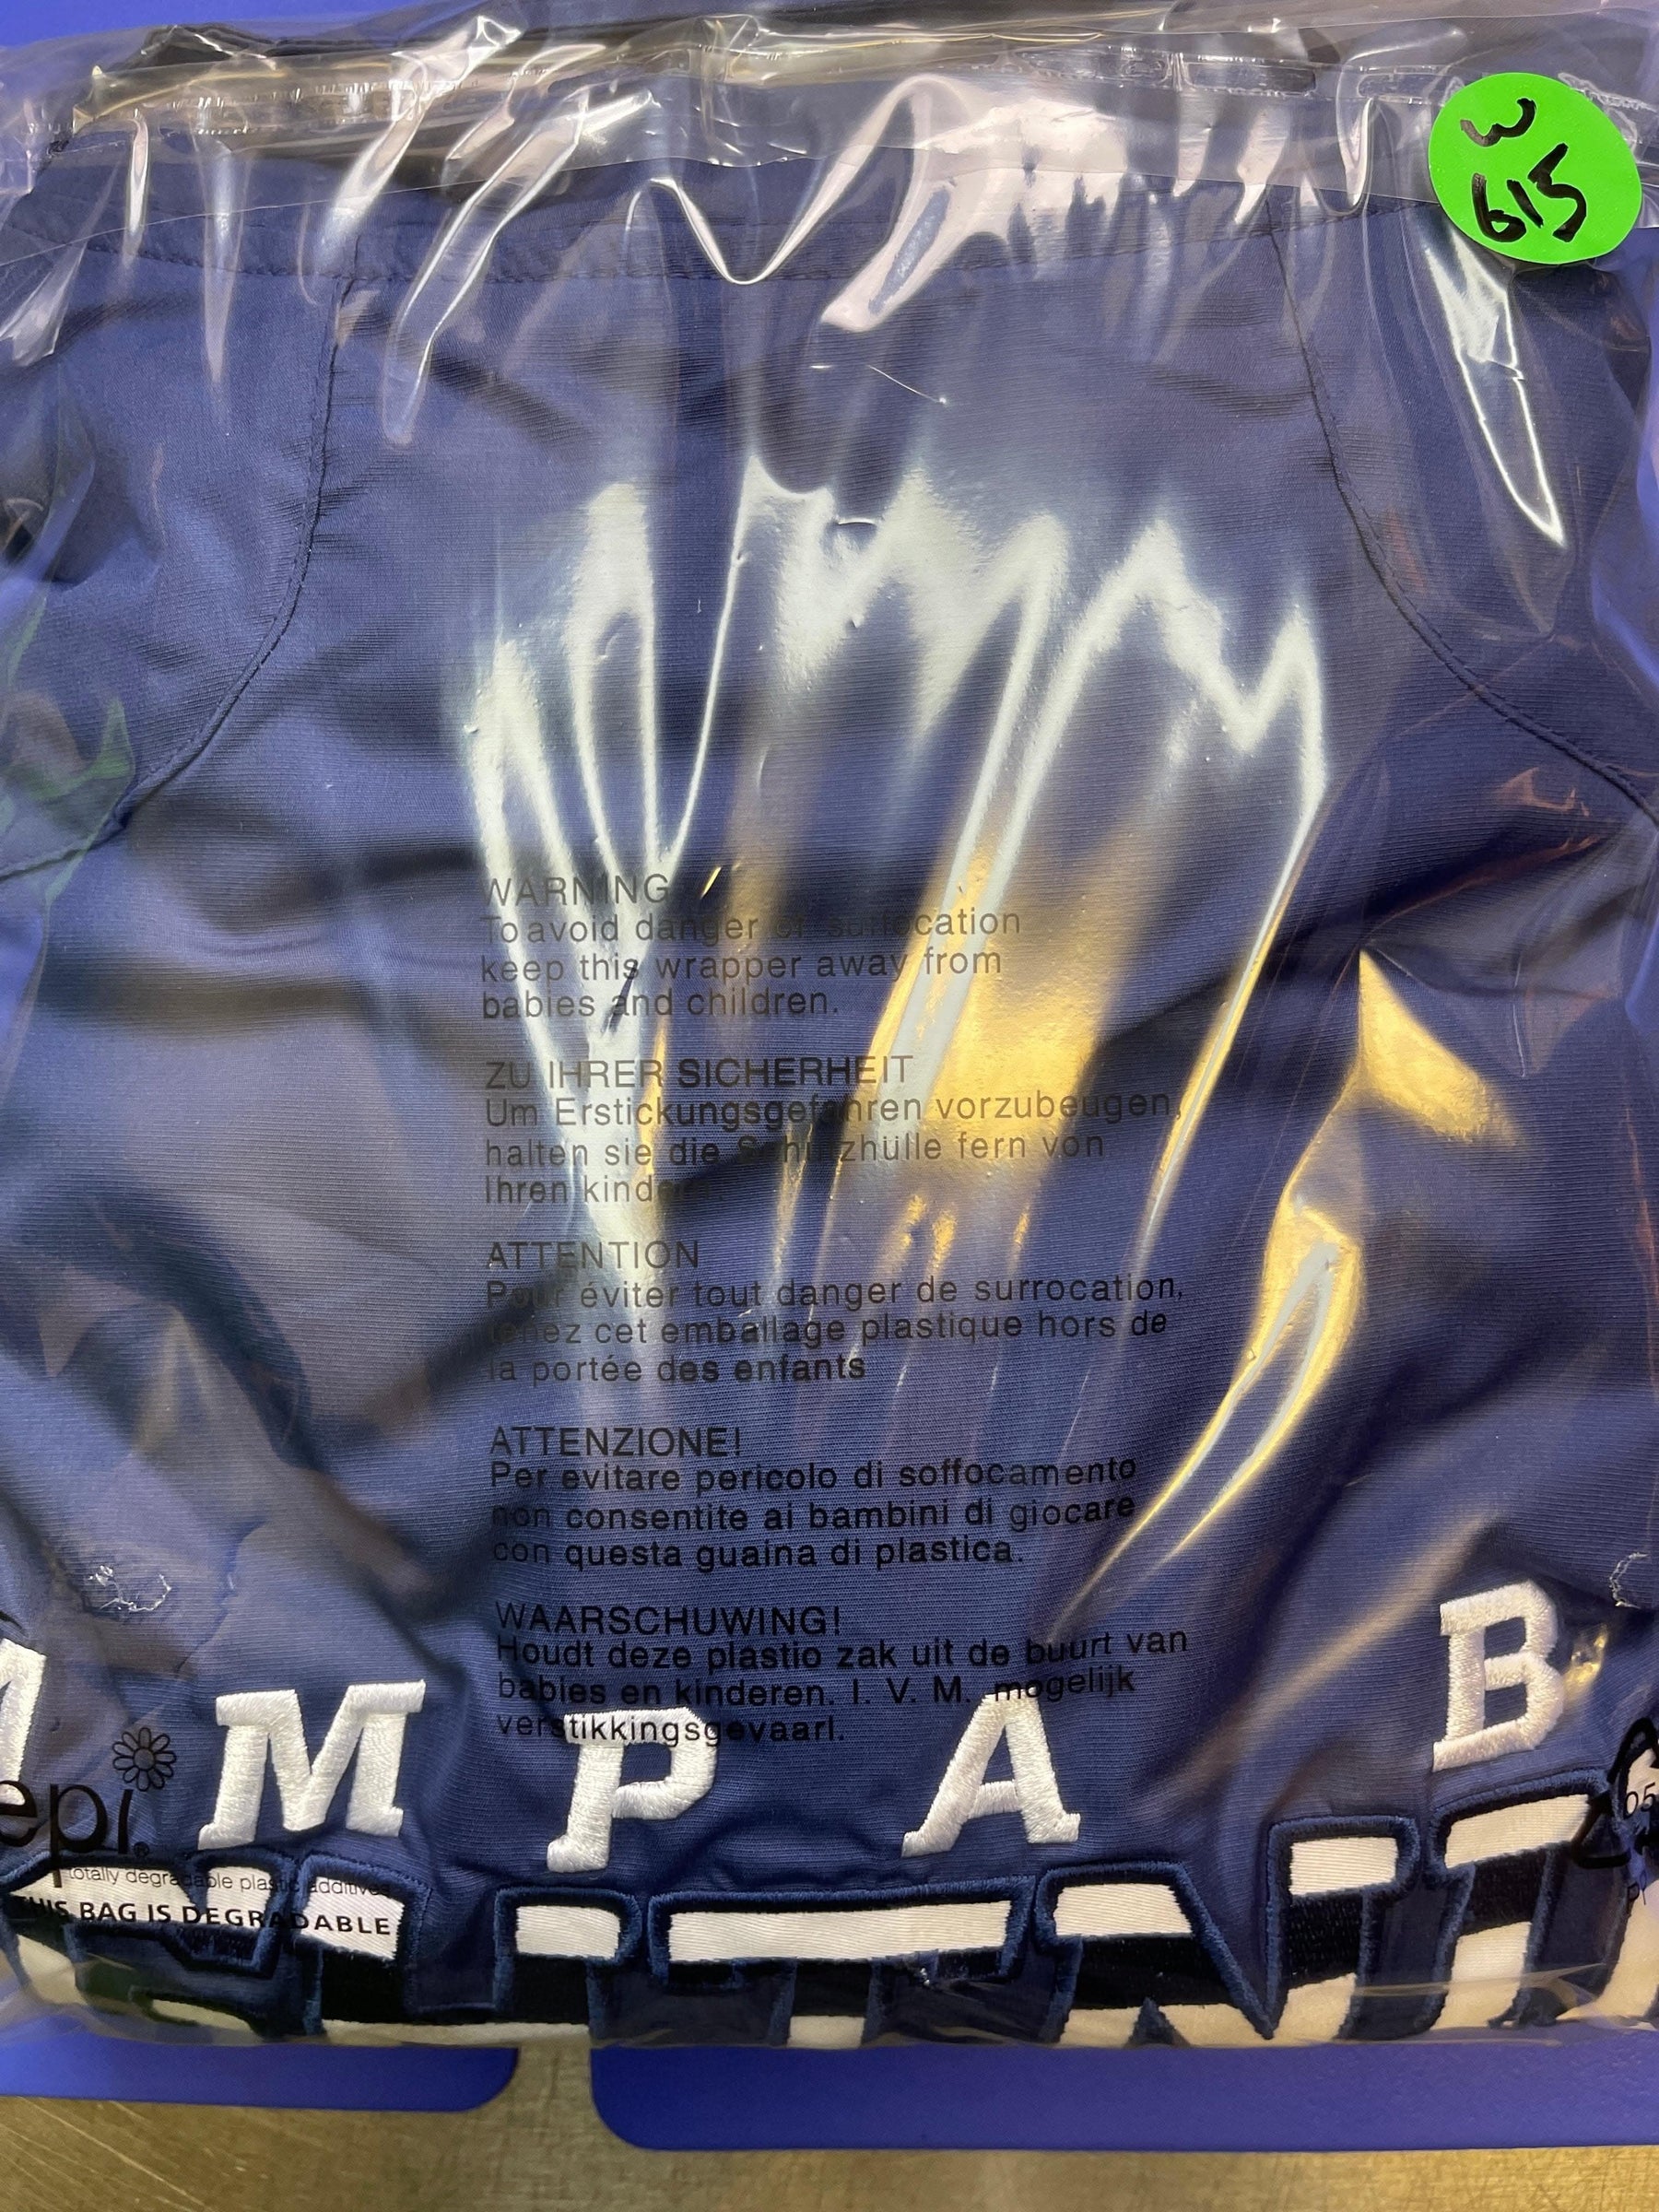 W
615
WARNING
To avoid danger of suffocation
keep this wrapper away from
babies and children.
ZU IHRER SICHERHEIT
Um Erstickungsgefahren vorzubeugen,
halten sie die Schutzhülle fern von
Ihren kindern
ATTENTION
Pour éviter tout danger de surrocation,
tenez cet emballage plastique hors de
la portée des enfants
ATTENZIONE!
Per evitare pericolo di soffocamento
non consentite ai bambini di giocare
con questa guaina di plastica.
WAARSCHUWING!
Houdt deze plastio zak uit de buurt van
babies en kinderen. I. V. M. mogelijk
verstikkingsgevaarl.
M P A B
epi
totally degradable plastic additives
THIS BAG IS DEGRADABLE
05